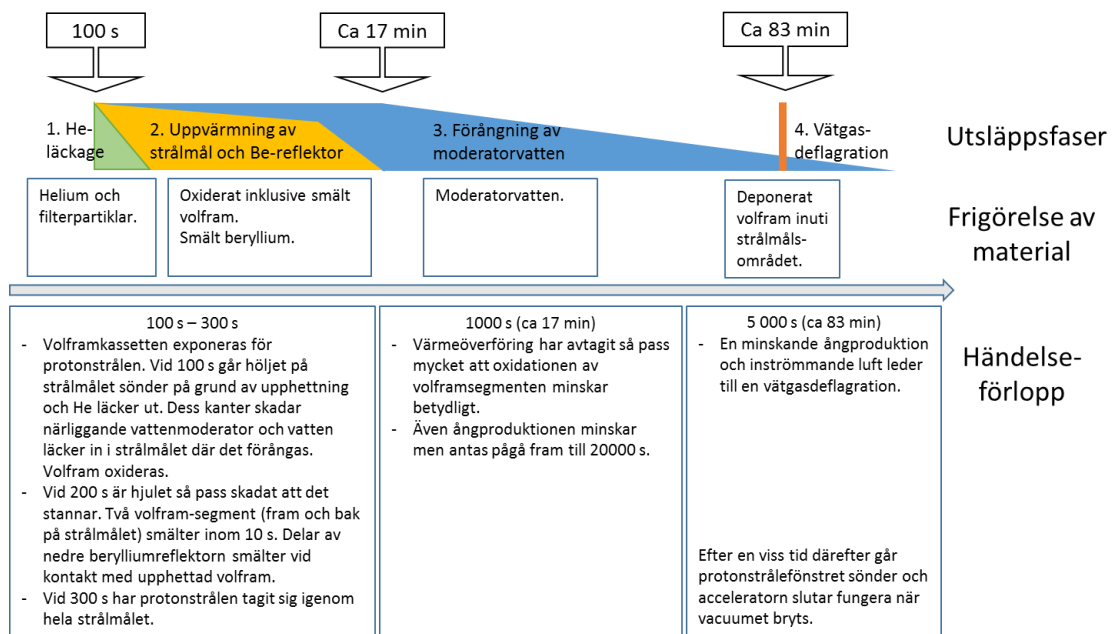 100 s
Ca 17 min
Ca 83 min
1. He-
läckage
2. Uppvärmning av
strålmål och Be-reflektor
3. Förångning av
moderatorvatten
4. Vätgas-
deflagration
Utsläppsfaser
Helium och
filterpartiklar.
Oxiderat inklusive smält
volfram.
Smält beryllium.
Moderatorvatten.
Deponerat
volfram inuti
strålmåls-
området.
Frigörelse av
material
100 s – 300 s
- Volframkassetten exponeras för
protonstrålen. Vid 100 s går höljet på
strålmålet sönder på grund av upphettning
och He läcker ut. Dess kanter skadar
närliggande vattenmoderator och vatten
läcker in i strålmålet där det förångas.
Volfram oxideras.
- Vid 200 s är hjulet så pass skadat att det
stannar. Två volfram-segment (fram och bak
på strålmålet) smälter inom 10 s. Delar av
nedre berylliumreflektorn smälter vid
kontakt med upphettad volfram.
- Vid 300 s har protonstrålen tagit sig igenom
hela strålmålet.
1000 s (ca 17 min)
- Värmeöverföring har avtagit så pass
mycket att oxidationen av
volframsegmenten minskar
betydligt.
- Även ångproduktionen minskar
men antas pågå fram till 20000 s.
5 000 s (ca 83 min)
- En minskande ångproduktion
och inströmmande luft leder
till en vätgasdeflagration.
Efter en viss tid därefter går
protonstrålefönstret sönder och
acceleratorn slutar fungera när
vacuumet bryts.
Händelse-
förlopp